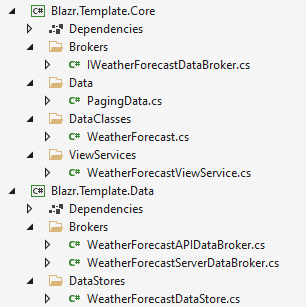 C# Blazr.Template.Core
Dependencies
Brokers
C# IWeatherForecastDataBroker.cs
Data
C# PagingData.cs
DataClasses
C# WeatherForecast.cs
ViewServices
C# WeatherForecastViewService.cs
C# Blazr.Template.Data
Dependencies
Brokers
C# WeatherForecastAPIDataBroker.cs
C# WeatherForecastServerDataBroker.cs
DataStores
C# WeatherForecastDataStore.cs